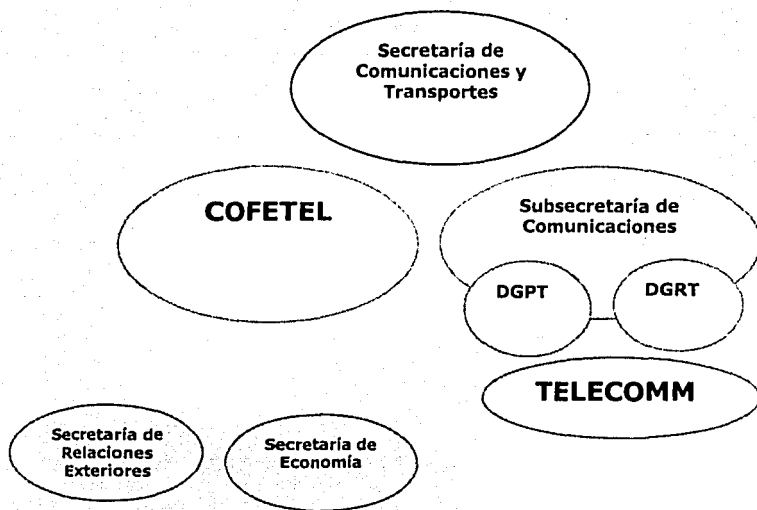 Secretaría de
Comunicaciones y
Transportes
COFETEL
Subsecretaría de
Comunicaciones
DGPT
DGRT
TELECOMM
Secretaría de
Relaciones
Exteriores
Secretaría de
Economía